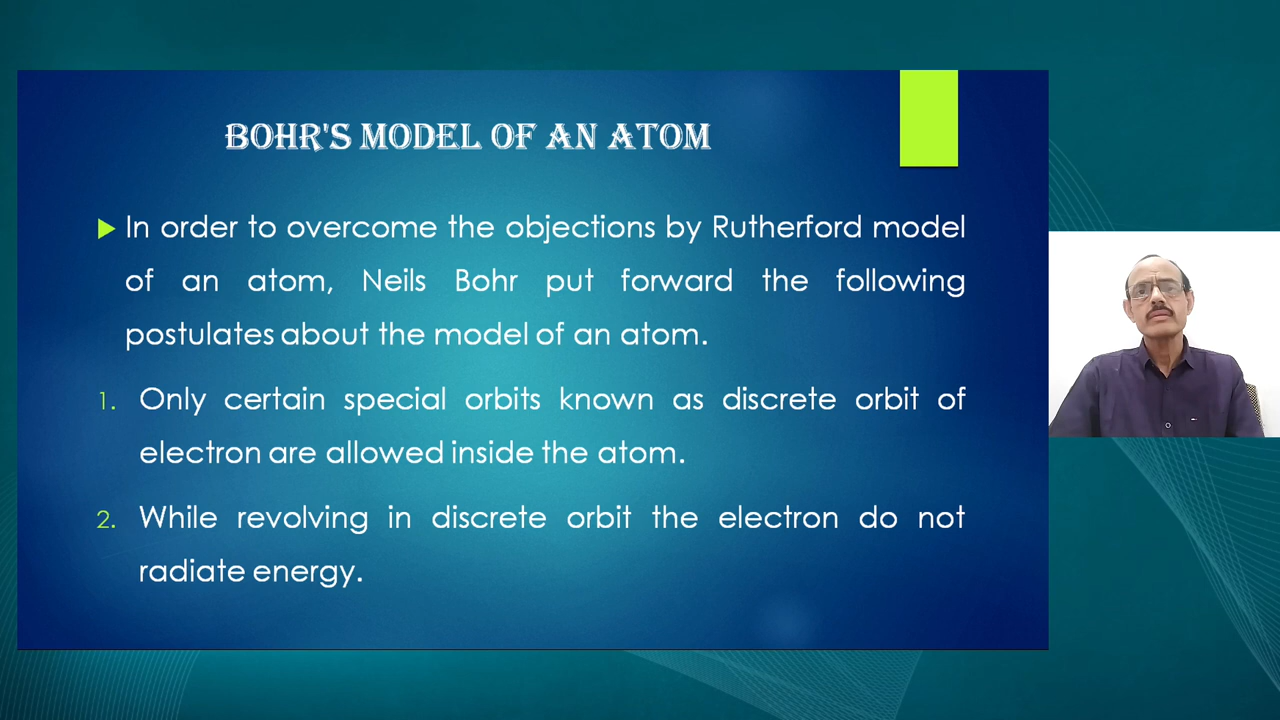 BOHR'S MODEL OF AN ATOM
In order to overcome the objections by Rutherford model
of an atom, Neils Bohr put forward the following
postulates about the model of an atom.
1. Only certain special orbits known as discrete orbit of
electron are allowed inside the atom.
2. While revolving in discrete orbit the electron do not
radiate energy.